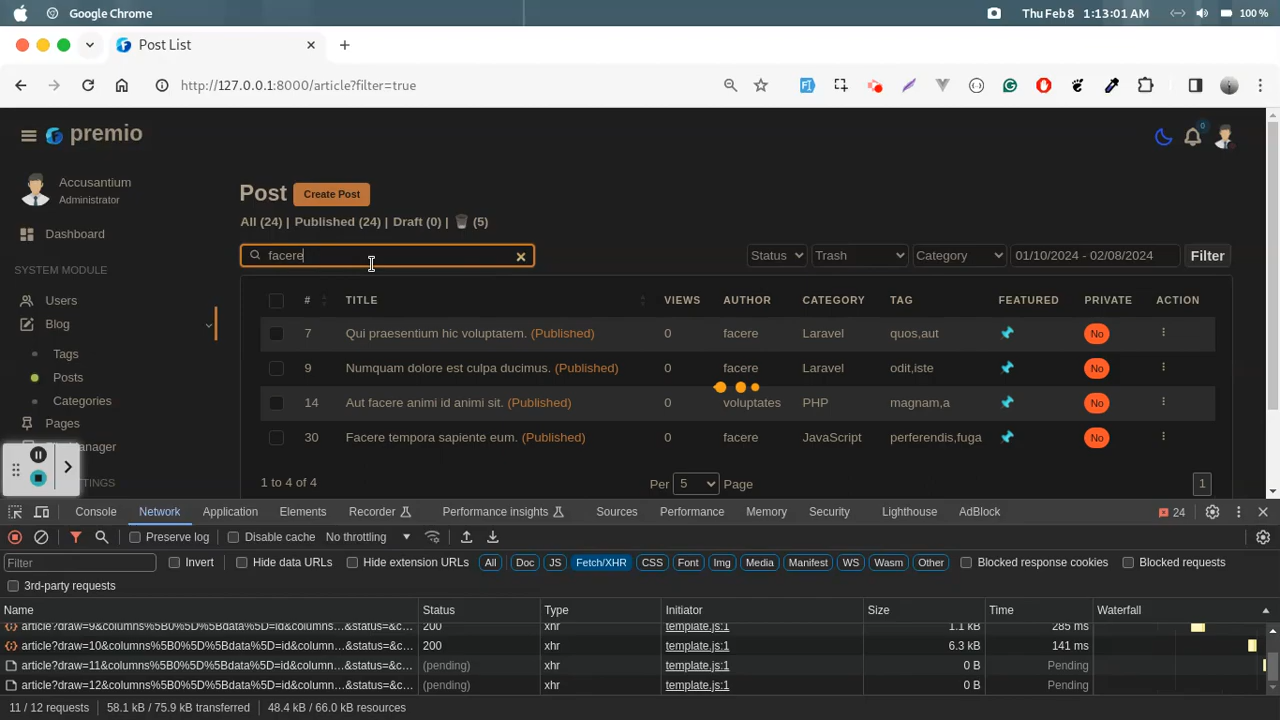 Google Chrome Thu Feb 8 1:13:01 AM 100 %
Post List
http://127.0.0.1:8000/article?filter=true
premio 0
Accusantium
Administrator
Dashboard
SYSTEM MODULE
Users
Blog
Tags
Posts
Categories
Pages
Post Create Post
All (24) | Published (24) | Draft (0) | (5)
facere Status Trash Category 01/10/2024 - 02/08/2024 Filter
# TITLE VIEWS AUTHOR CATEGORY TAG FEATURED PRIVATE ACTION
7 Qui praesentium hic voluptatem. (Published) 0 facere Laravel quos,aut No
9 Numquam dolore est culpa ducimus. (Published) 0 facere Laravel odit,iste No
14 Aut facere animi id animi sit. (Published) 0 voluptates PHP magnam,a No
30 Facere tempora sapiente eum. (Published) 0 facere JavaScript perferendis,fuga No
1 to 4 of 4 Per 5 Page 1
Console Network Application Elements Recorder Performance insights Sources Performance Memory Security Lighthouse AdBlock 24
Preserve log Disable cache No throttling
Filter Invert Hide data URLs Hide extension URLs All Doc JS Fetch/XHR CSS Font Img Media Manifest WS Wasm Other Blocked response cookies Blocked requests
3rd-party requests
Name Status Type Initiator Size Time Waterfall
article?draw=9&columns%5B0%5D%5Bdata%5D=id&column...&status=&c... 200 xhr template.js:1 1.1 kB 285 ms
article?draw=10&columns%5B0%5D%5Bdata%5D=id&colum...&status=&c... 200 xhr template.js:1 6.3 kB 141 ms
article?draw=11&columns%5B0%5D%5Bdata%5D=id&colum...&status=&c... (pending) xhr template.js:1 0 B Pending
article?draw=12&columns%5B0%5D%5Bdata%5D=id&colum...&status=&c... (pending) xhr template.js:1 0 B Pending
11 / 12 requests 58.1 kB / 75.9 kB transferred 48.4 kB / 66.0 kB resources